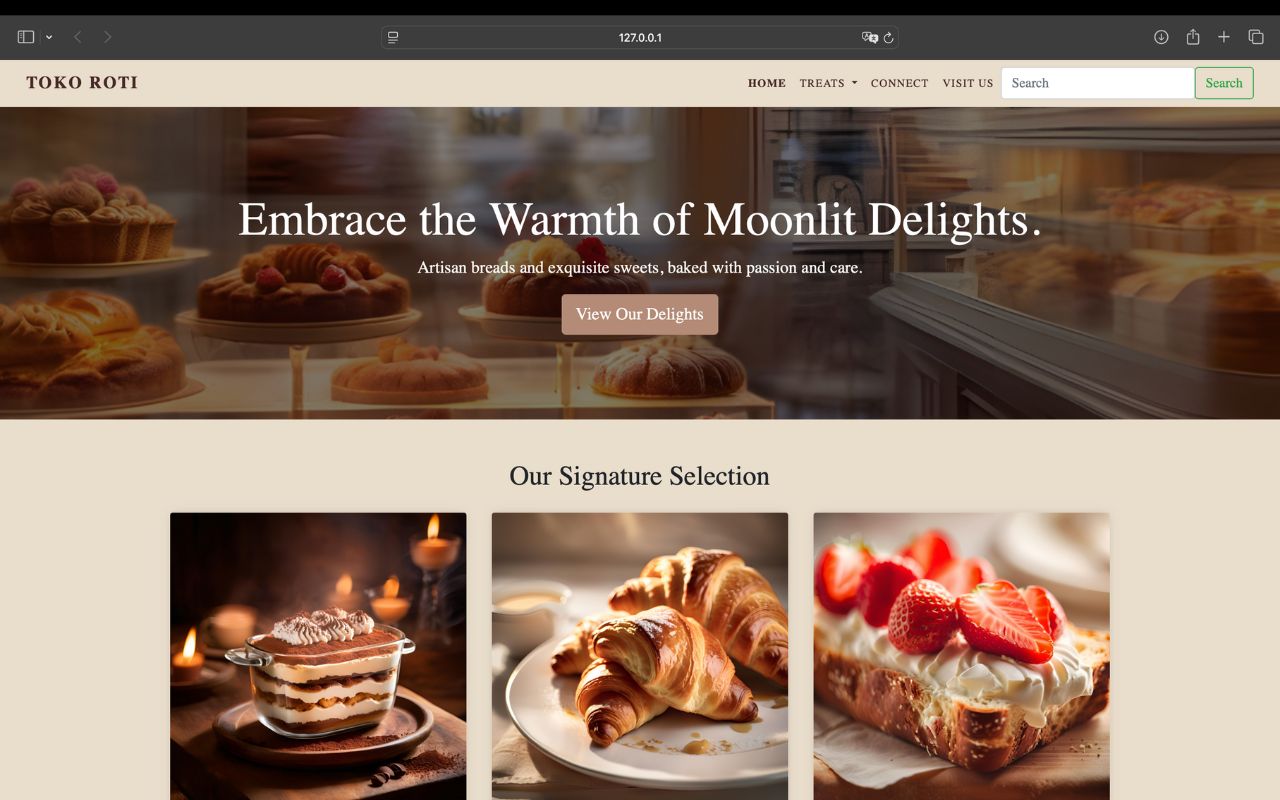 127.0.0.1
TOKO ROTI
HOME TREATS CONNECT VISIT US Search Search
Embrace the Warmth of Moonlit Delights.
Artisan breads and exquisite sweets, baked with passion and care.
View Our Delights
Our Signature Selection